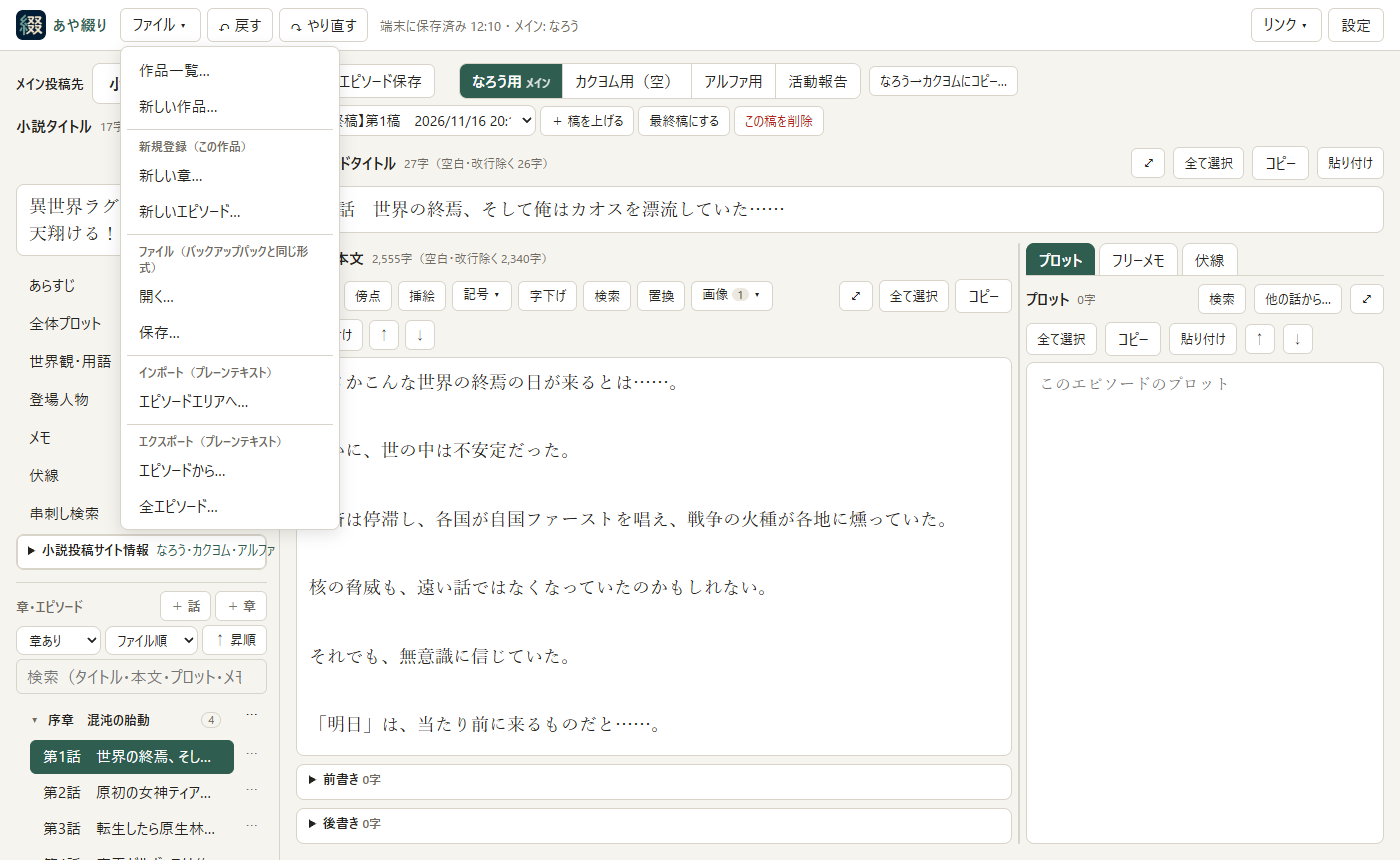 綴 あや綴り ファイル ▾ 戻す やり直す 端末に保存済み 12:10・メイン: なろう リンク ▾ 設定
作品一覧...
新しい作品...
新規登録（この作品）
新しい章...
新しいエピソード...
ファイル（バックアップパックと同じ形
式）
開く...
保存...
インポート（プレーンテキスト）
エピソードエリアへ...
エクスポート（プレーンテキスト）
エピソードから...
全エピソード...
メイン投稿先
小説タイトル 17字
異世界ラグ
天翔ける！
あらすじ
全体プロット
世界観・用語
登場人物
メモ
伏線
串刺し検索
▶ 小説投稿サイト情報 なろう・カクヨム・アルファ
章・エピソード ＋ 話 ＋ 章
章あり ファイル順 ↑ 昇順
検索（タイトル・本文・プロット・メモ
▾ 序章　混沌の胎動 4 …
第1話　世界の終焉、そし... …
第2話　原初の女神ティア... …
第3話　転生したら原生林... …
エピソード保存 なろう用 メイン カクヨム用（空） アルファ用 活動報告 なろう→カクヨムにコピー...
稿】第1稿　2026/11/16 20: ＋ 稿を上げる 最終稿にする この稿を削除
ドタイトル 27字（空白・改行除く26字） ⤢ 全て選択 コピー 貼り付け
話　世界の終焉、そして俺はカオスを漂流していた……
本文 2,555字（空白・改行除く2,340字）
傍点 挿絵 記号 ▾ 字下げ 検索 置換 画像 1 ▾ ⤢ 全て選択 コピー
け ↑ ↓
かこんな世界の終焉の日が来るとは……。
に、世の中は不安定だった。
は停滞し、各国が自国ファーストを唱え、戦争の火種が各地に燻っていた。
核の脅威も、遠い話ではなくなっていたのかもしれない。
それでも、無意識に信じていた。
「明日」は、当たり前に来るものだと……。
▶ 前書き 0字
▶ 後書き 0字
プロット フリーメモ 伏線
プロット 0字 検索 他の話から... ⤢
全て選択 コピー 貼り付け ↑ ↓
このエピソードのプロット